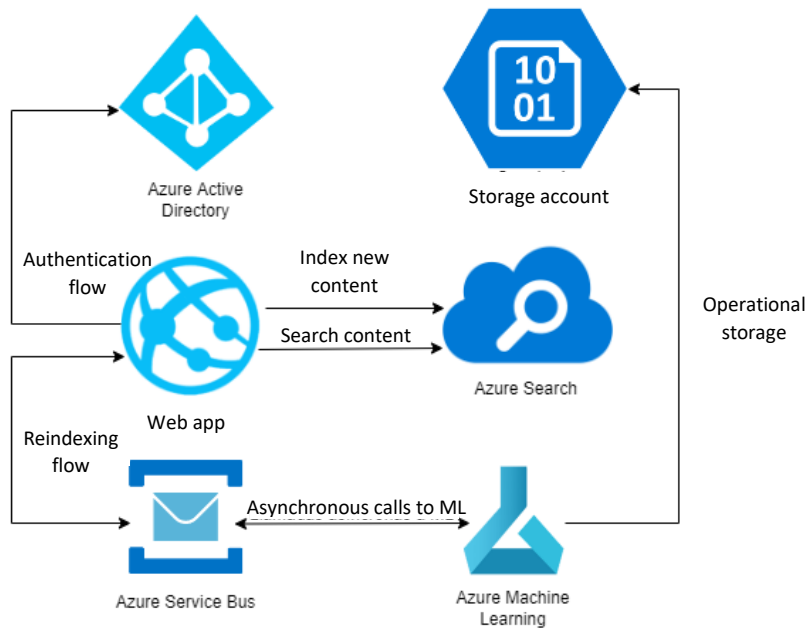 10
01
Azure Active
Directory
Storage account
Authentication
flow
Index new
content
Search content
Operational
storage
Azure Search
Web app
Reindexing
flow
Asynchronous calls to ML
Azure Service Bus
Azure Machine
Learning